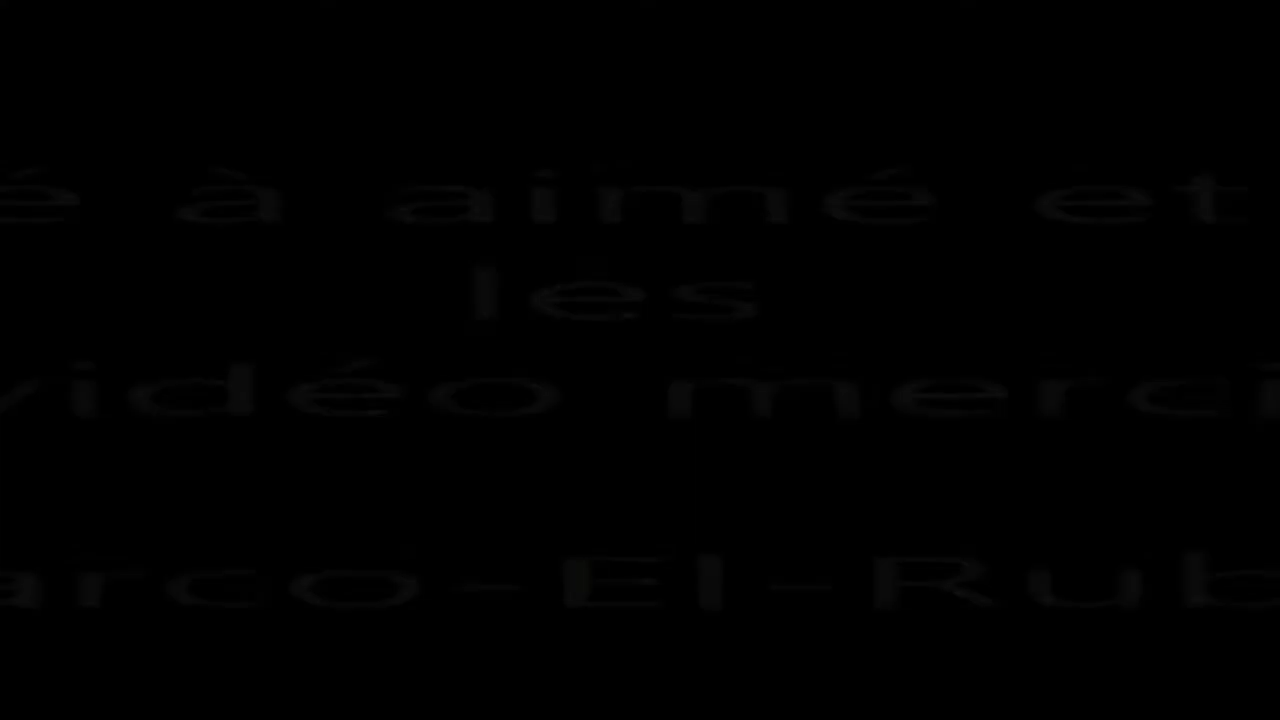 é à aimé et
les
vidéo merci
arco-El-Rub